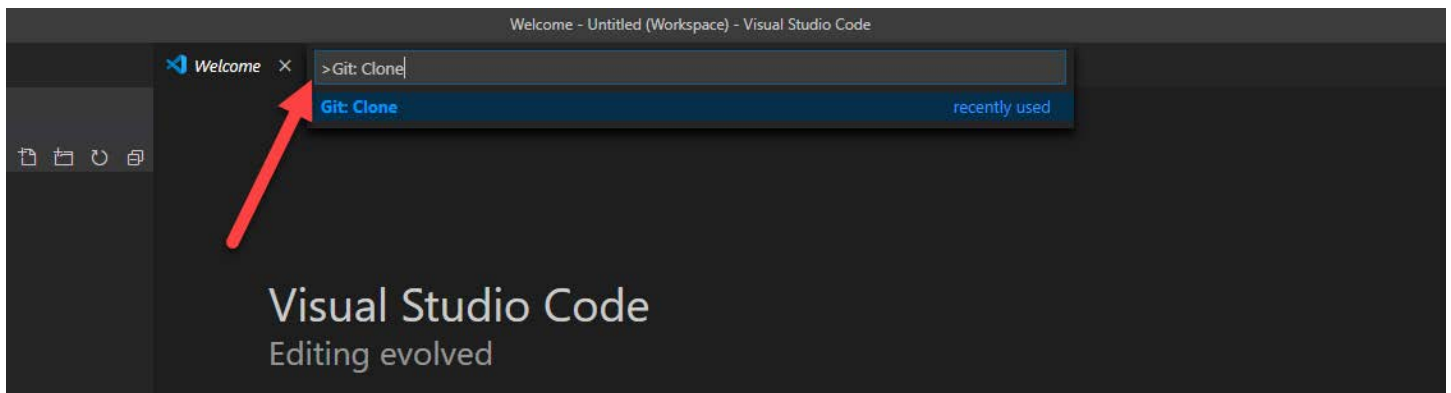 Welcome - Untitled (Workspace) - Visual Studio Code
Welcome
>Git: Clone
Git: Clone recently used
Visual Studio Code
Editing evolved